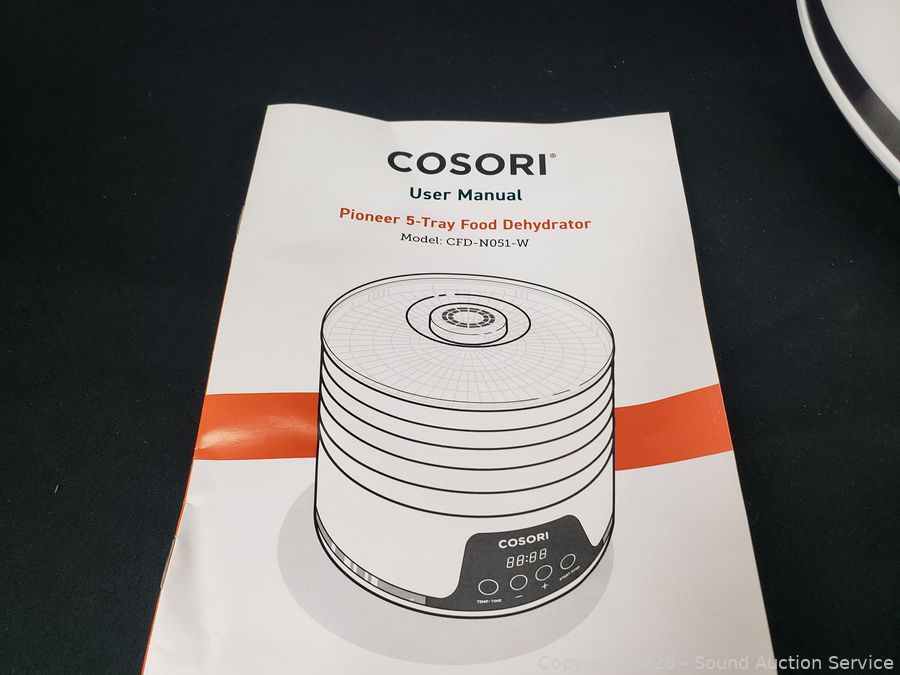 COSORI®
User Manual
Pioneer 5-Tray Food Dehydrator
Model: CFD-N051-W
COSORI
88:88
TEMP/TIME
−
+
START/STOP
Copyright 2026 - Sound Auction Service